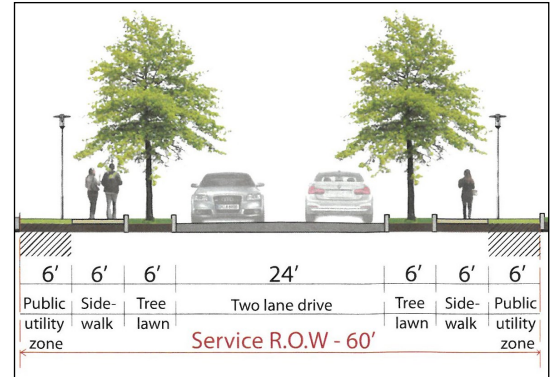 6' 6' 6' 24' 6' 6' 6'
Public Side- Tree Two lane drive Tree Side- Public
utility walk lawn lawn walk utility
zone zone
Service R.O.W - 60'